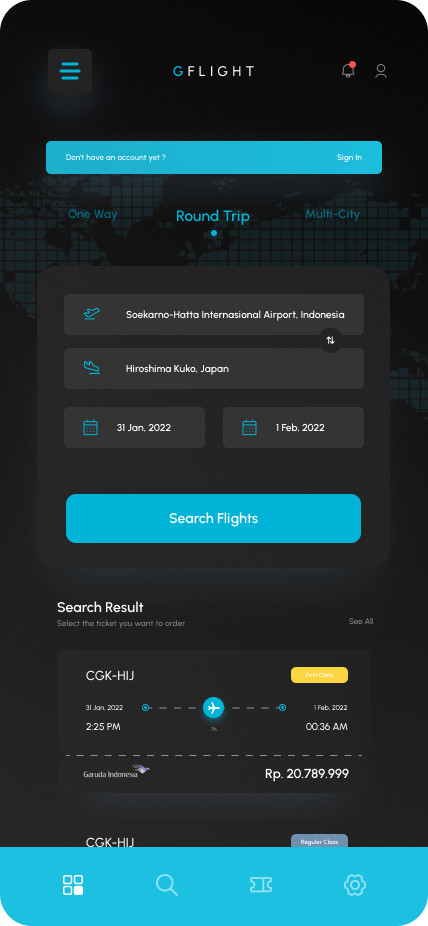 GFLIGHT
Don't have an account yet ?
Sign In
One Way
Round Trip
Multi-City
Soekarno-Hatta Internasional Airport, Indonesia
Hiroshima Kuko, Japan
31 Jan, 2022
1 Feb, 2022
Search Flights
Search Result
Select the ticket you want to order
See All
CGK-HIJ
First Class
31 Jan, 2022
1 Feb, 2022
2:25 PM
7h
00:36 AM
Garuda Indonesia
Rp. 20.789.999
CGK-HIJ
Reguler Class